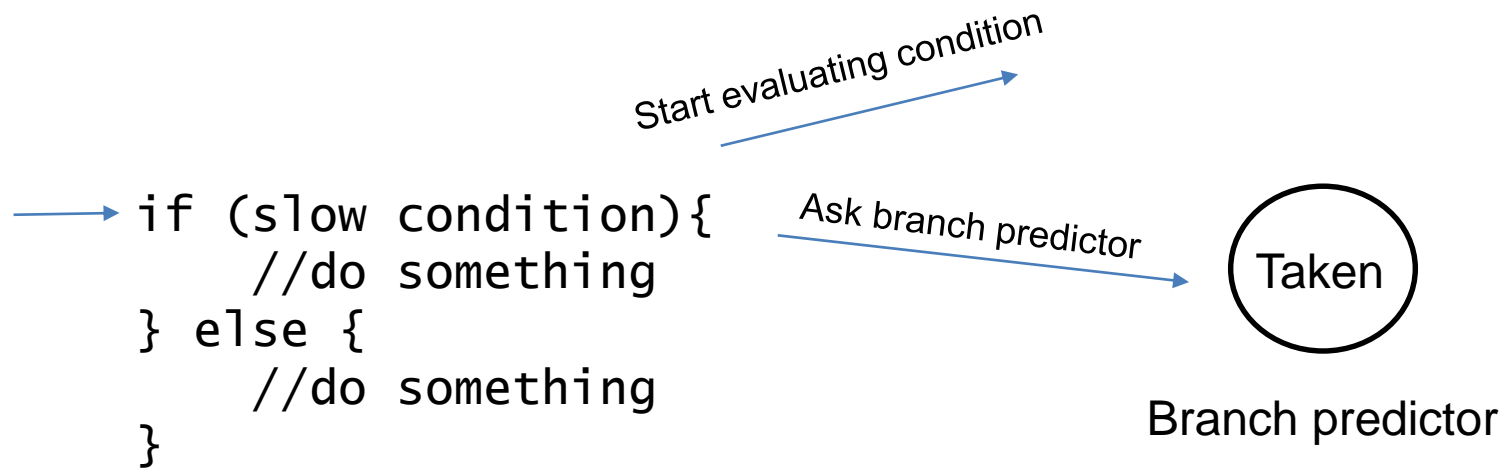 Start evaluating condition
if (slow condition){
    //do something
} else {
    //do something
}
Ask branch predictor
Taken
Branch predictor